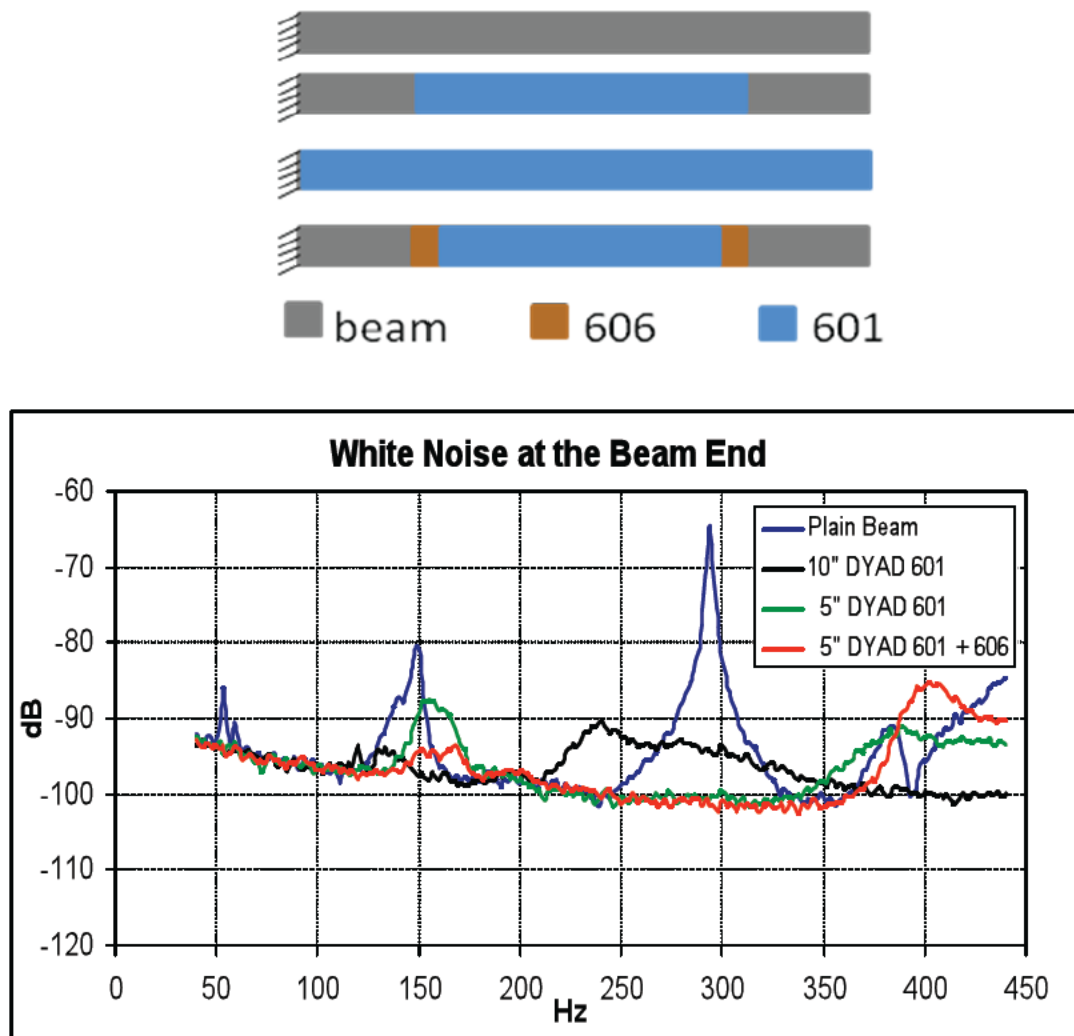 beam 606 601
White Noise at the Beam End
Plain Beam
10" DYAD 601
5" DYAD 601
5" DYAD 601 + 606
dB
-60
-70
-80
-90
-100
-110
-120
0 50 100 150 200 250 300 350 400 450
Hz